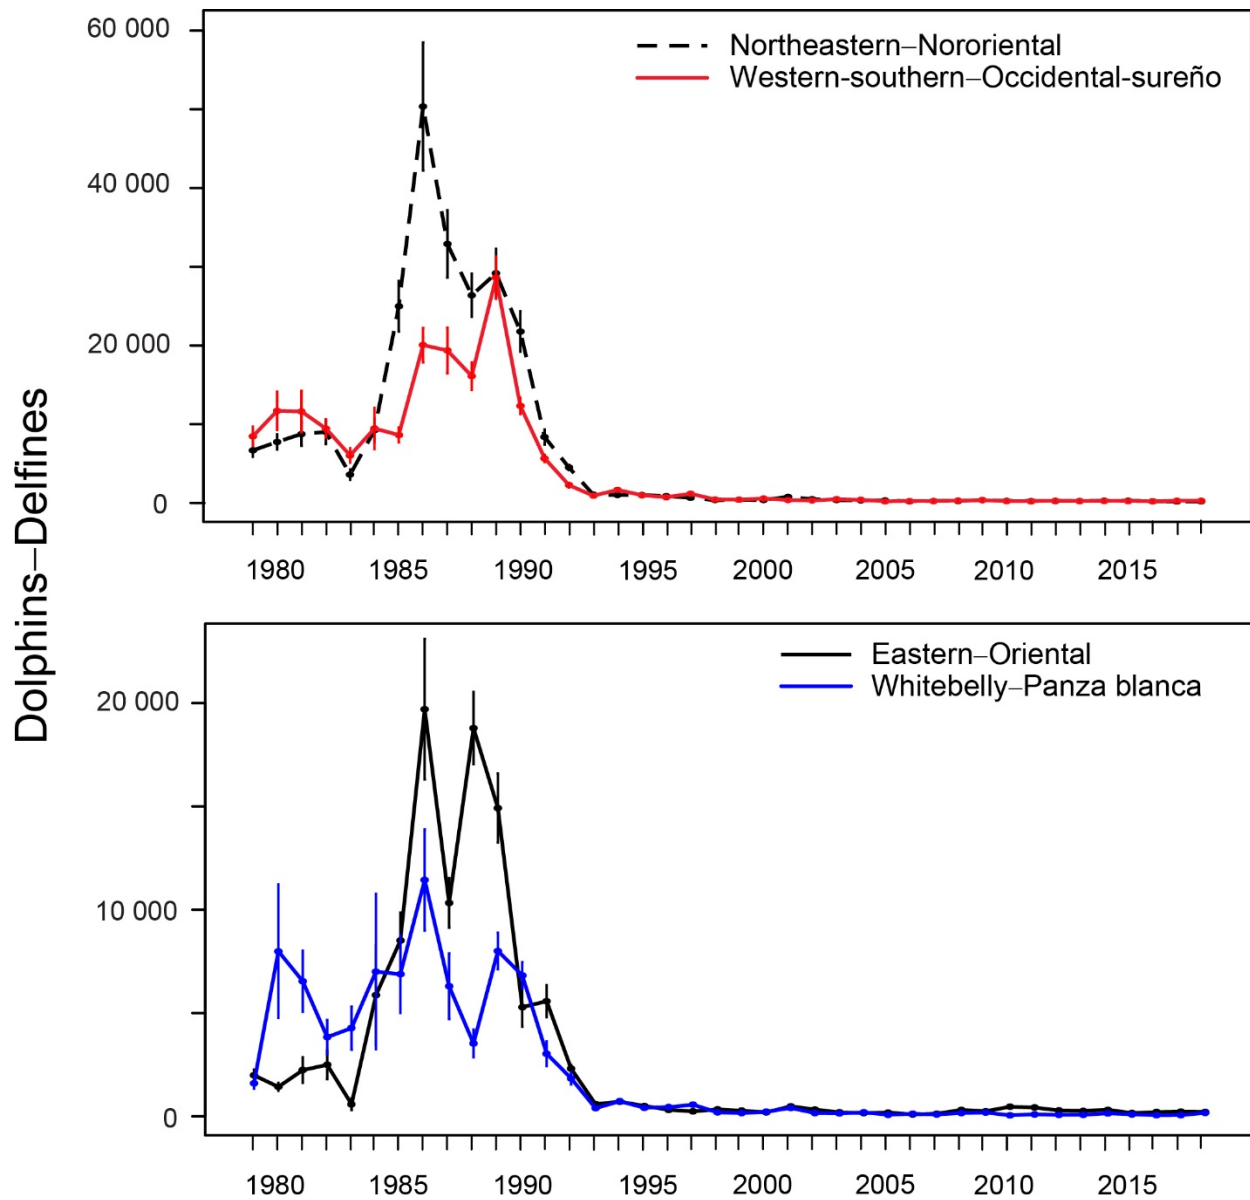 Dolphins–Delfines
60 000
40 000
20 000
0
Northeastern–Nororiental
Western-southern–Occidental-sureño
1980 1985 1990 1995 2000 2005 2010 2015
20 000
10 000
0
Eastern–Oriental
Whitebelly–Panza blanca
1980 1985 1990 1995 2000 2005 2010 2015